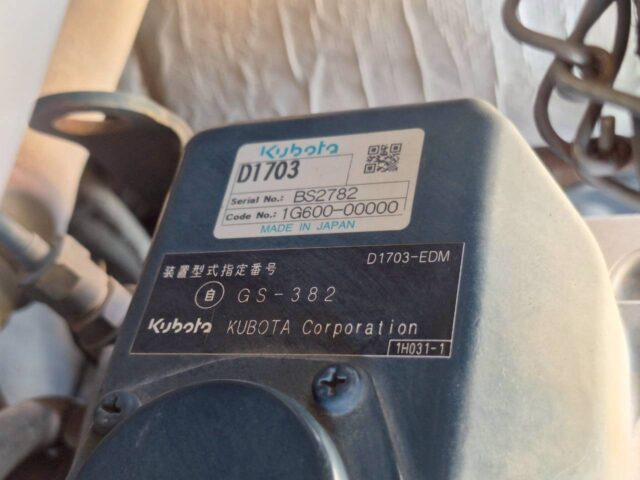 Kubota
D1703
Serial No.: BS2782
Code No.: 1G600-00000
MADE IN JAPAN
D1703-EDM
装置型式指定番号
自 GS-382
Kubota KUBOTA Corporation
1H031-1